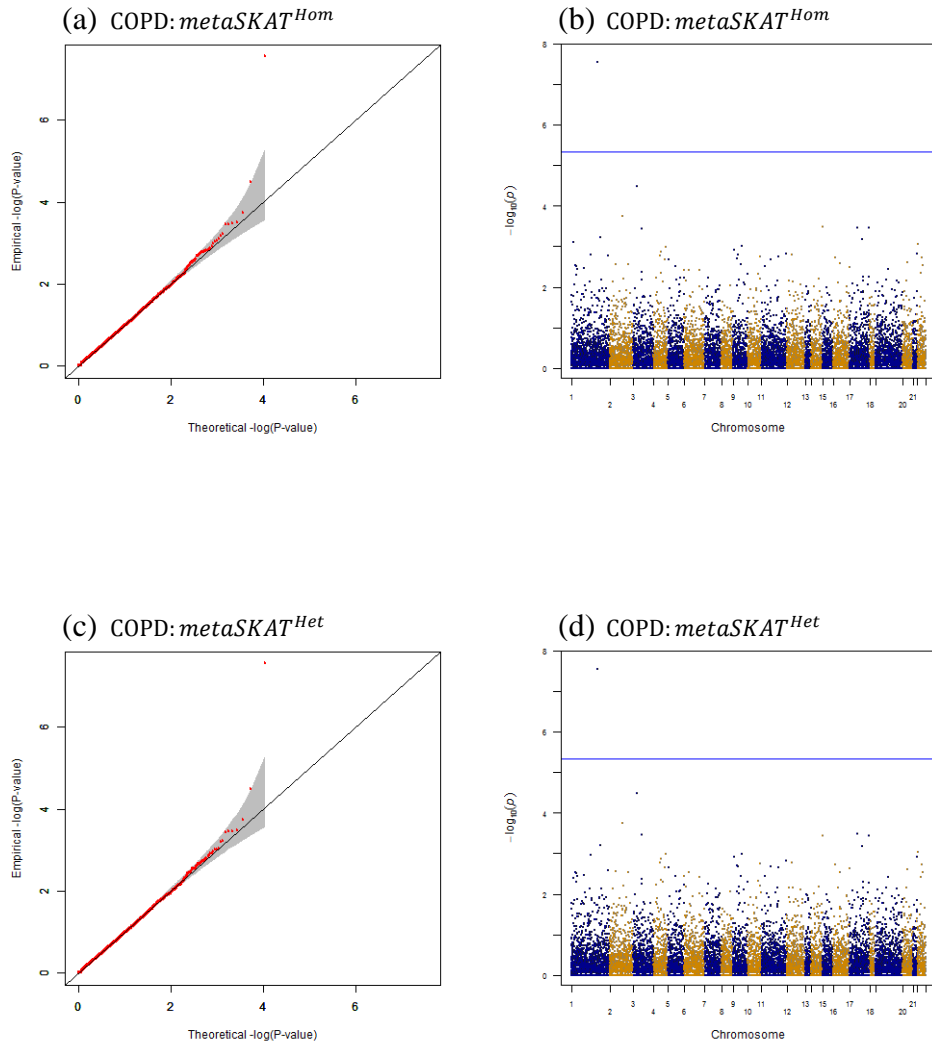 (a) COPD: metaSKAT^Hom
Empirical -log(P-value)
6
4
2
0
0 2 4 6
Theoretical -log(P-value)
(b) COPD: metaSKAT^Hom
−log10(p)
8
6
4
2
0
1 2 3 4 5 6 7 8 9 10 11 12 13 14 15 16 17 18 20 21
Chromosome
(c) COPD: metaSKAT^Het
Empirical -log(P-value)
6
4
2
0
0 2 4 6
Theoretical -log(P-value)
(d) COPD: metaSKAT^Het
−log10(p)
8
6
4
2
0
1 2 3 4 5 6 7 8 9 10 11 12 13 14 15 16 17 18 20 21
Chromosome